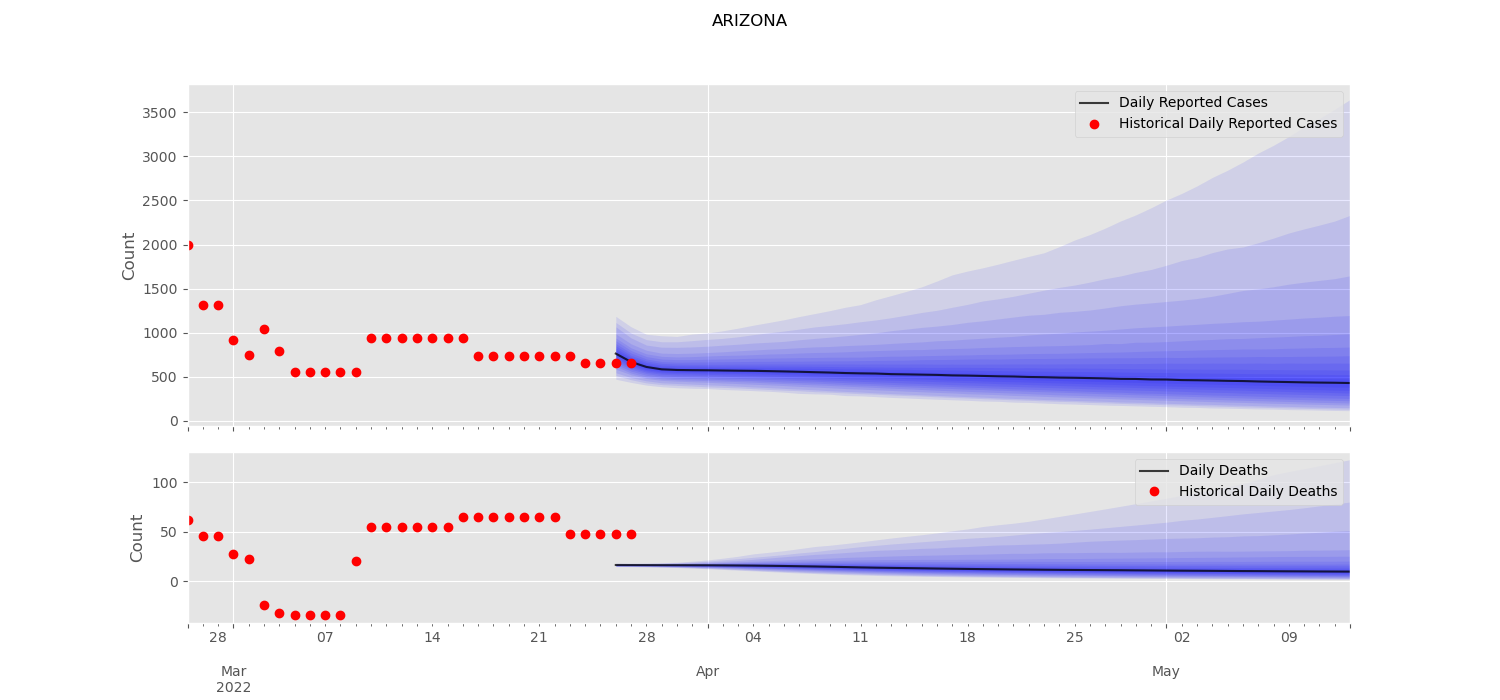 ARIZONA
Daily Reported Cases
Historical Daily Reported Cases
3500
3000
2500
2000
1500
1000
500
0
Count
Daily Deaths
Historical Daily Deaths
100
50
0
Count
28 07 14 21 28 04 11 18 25 02 09
Mar Apr May
2022